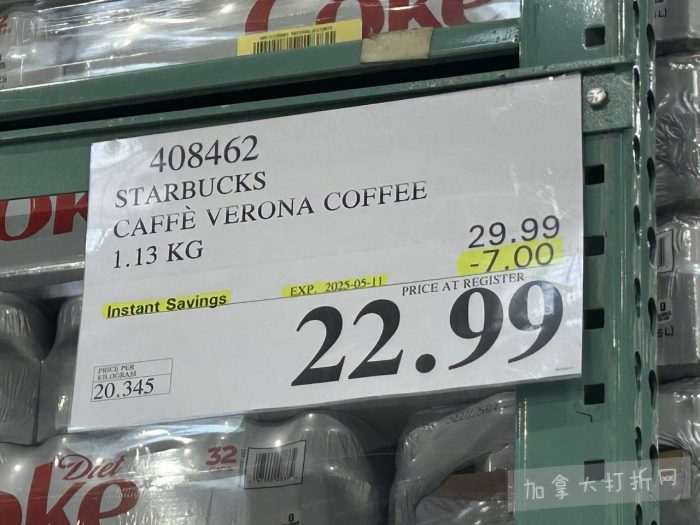 Coke
408462
STARBUCKS
CAFFÈ VERONA COFFEE
1.13 KG
29.99
-7.00
Instant Savings
EXP. 2025-05-11
PRICE AT REGISTER
22.99
PRICE PER
KILOGRAM
20.345
Diet
Coke
32
加拿大打折网